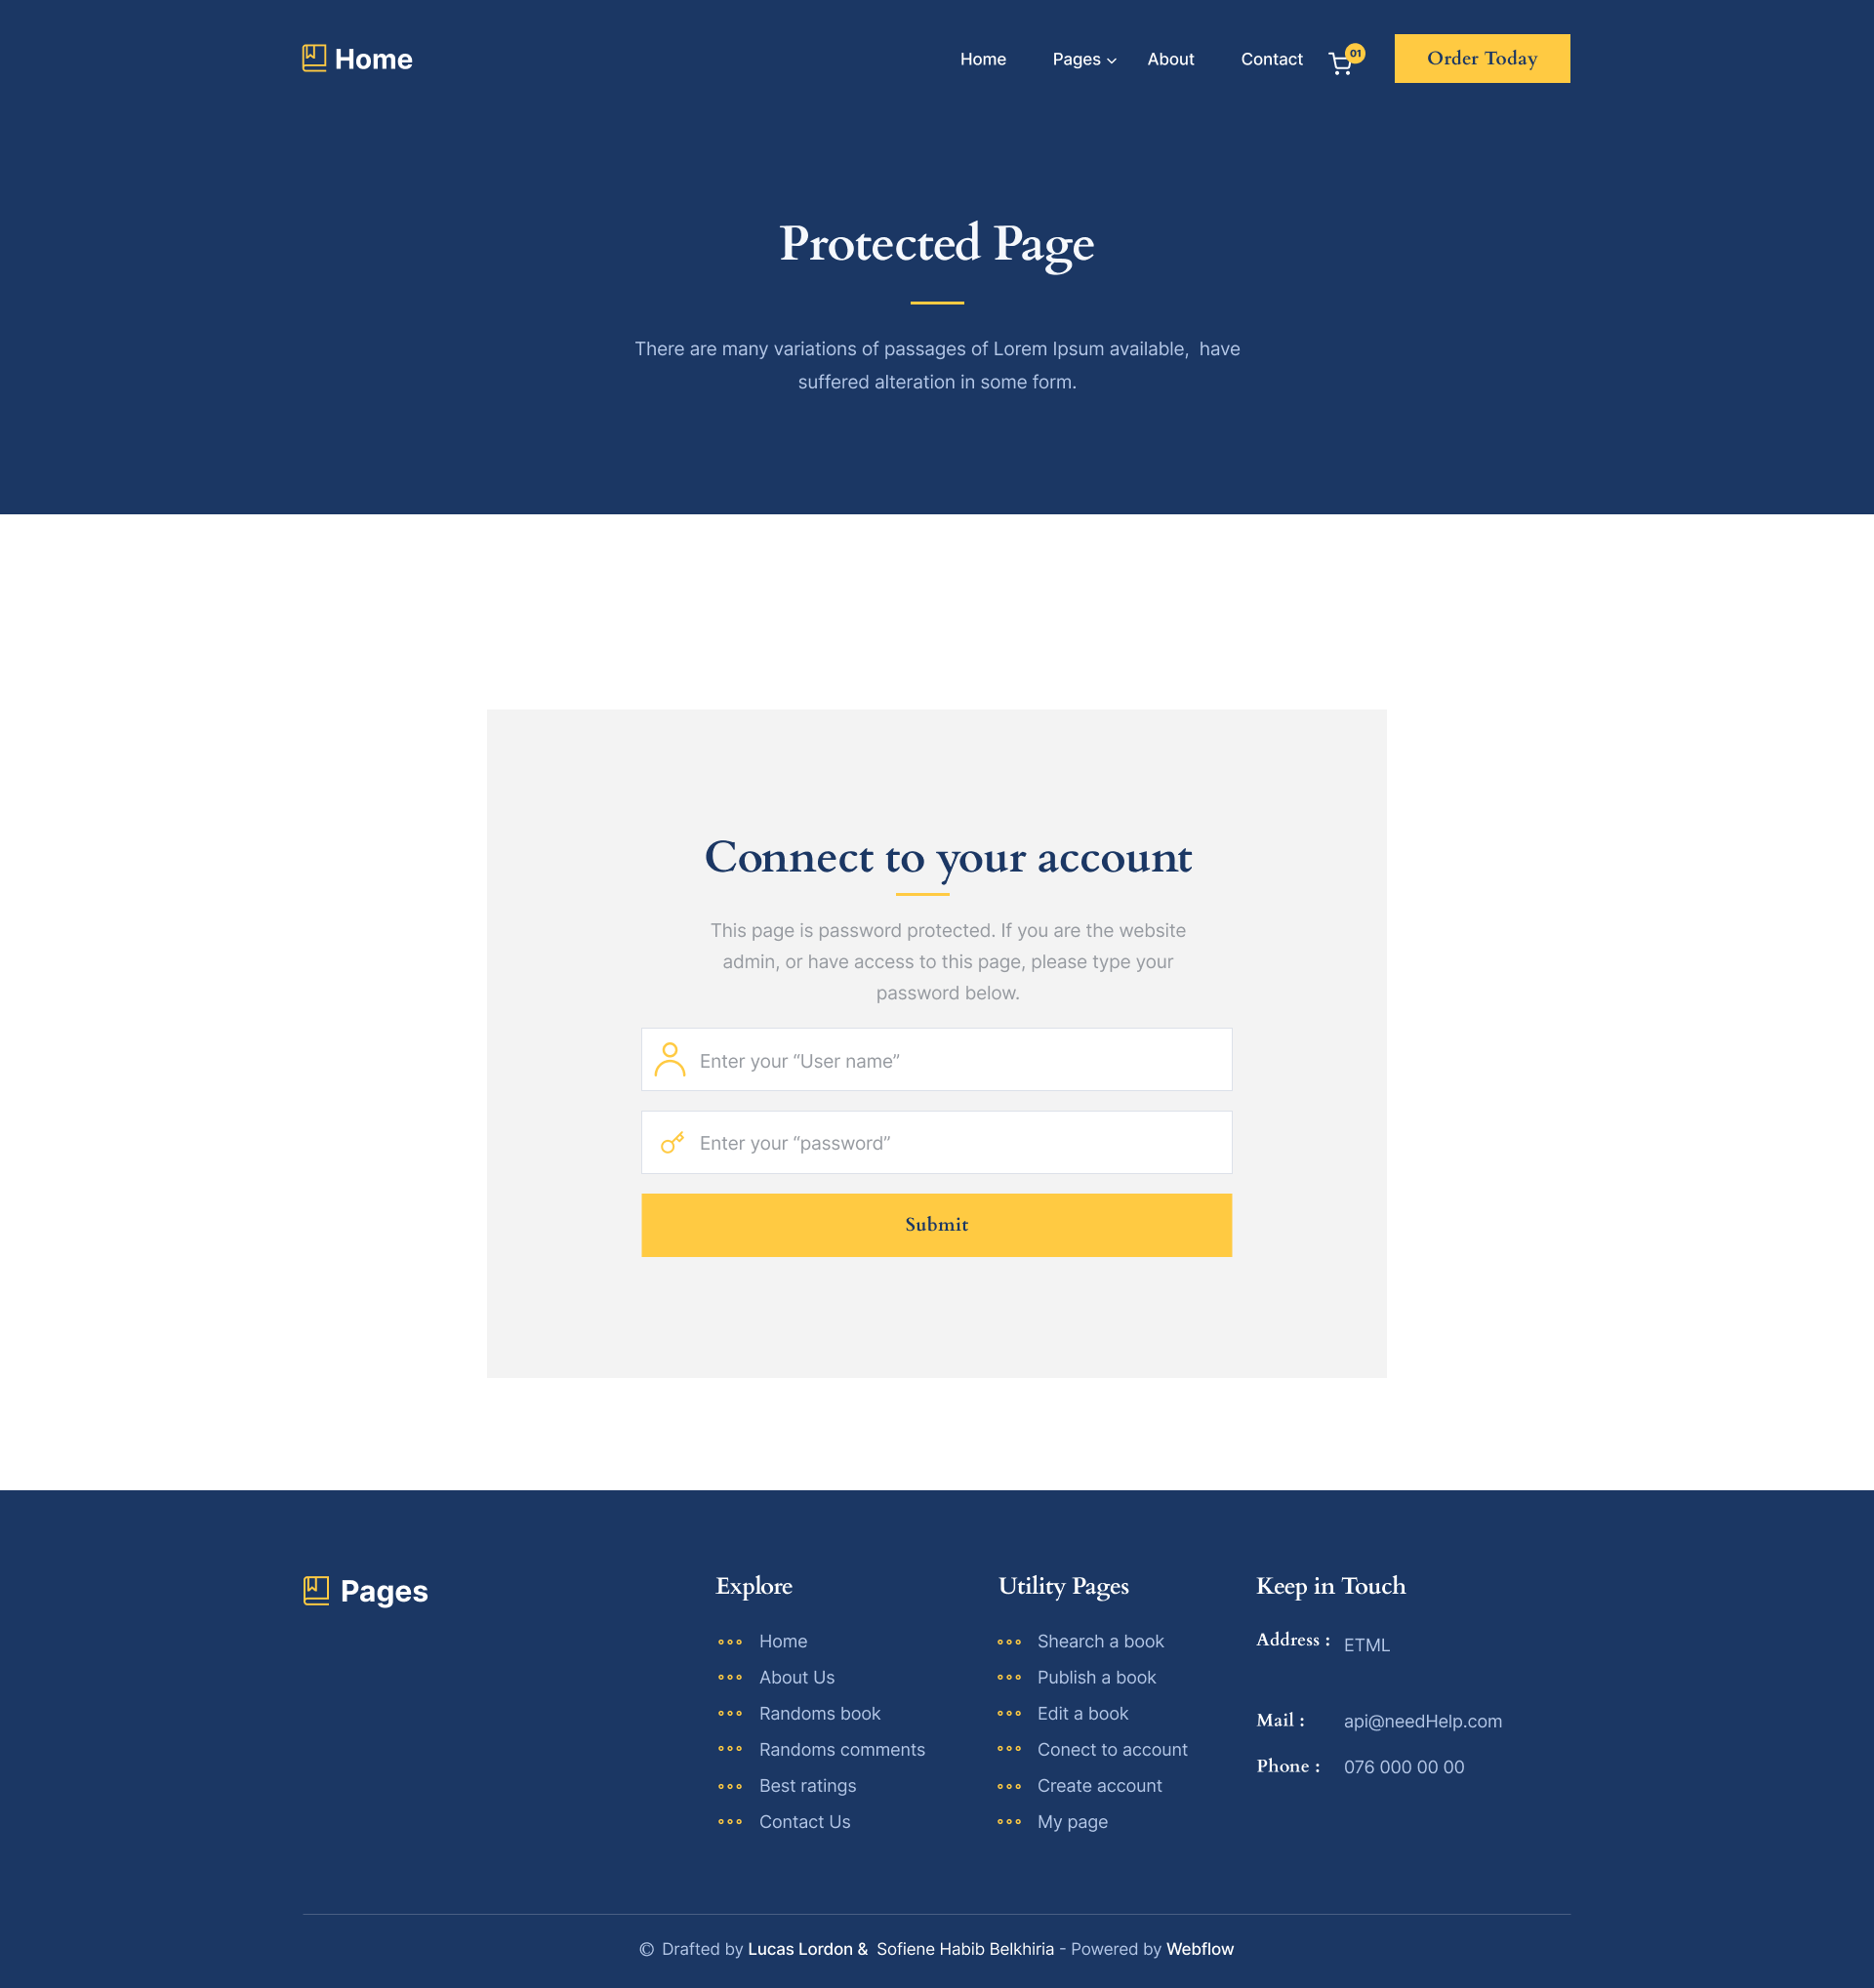 Home
Home Pages About Contact 01 Order Today
Protected Page
There are many variations of passages of Lorem Ipsum available, have
suffered alteration in some form.
Connect to your account
This page is password protected. If you are the website
admin, or have access to this page, please type your
password below.
Enter your “User name”
Enter your “password”
Submit
Pages
Explore
Home
About Us
Randoms book
Randoms comments
Best ratings
Contact Us
Utility Pages
Shearch a book
Publish a book
Edit a book
Conect to account
Create account
My page
Keep in Touch
Address : ETML
Mail : api@needHelp.com
Phone : 076 000 00 00
© Drafted by Lucas Lordon & Sofiene Habib Belkhiria - Powered by Webflow